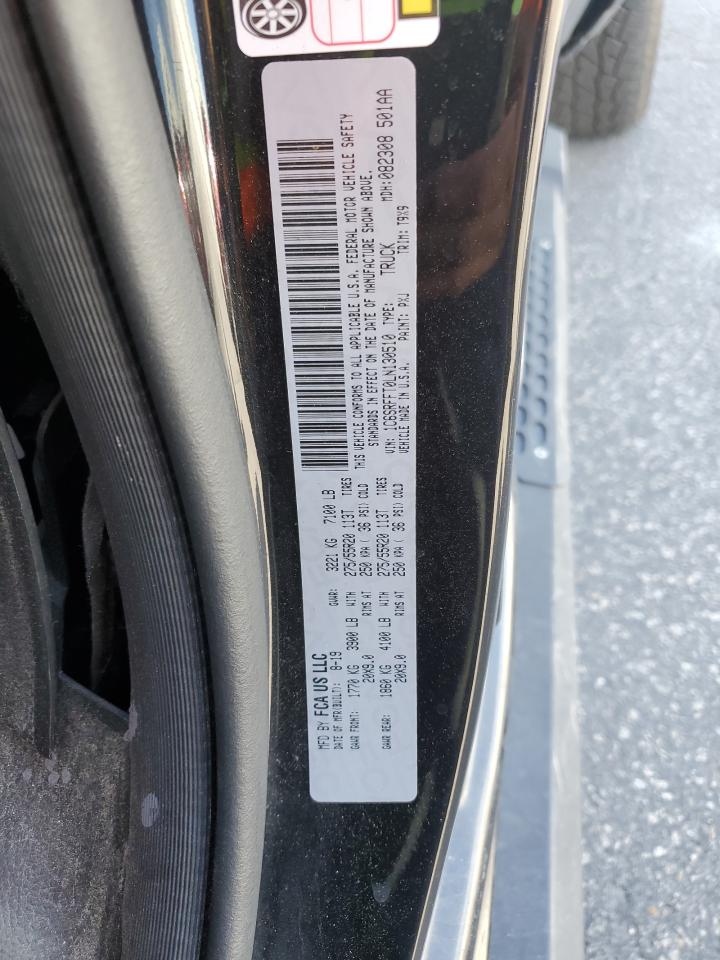 MFD BY FCA US LLC
DATE OF MFR(BUILT): 8-19 GVWR: 3221 KG 7100 LB
GAWR FRONT: 1770 KG 3900 LB WITH 275/55R20 113T TIRES
20X9.0 RIMS AT 250 KPA ( 36 PSI) COLD
GAWR REAR: 1860 KG 4100 LB WITH 275/55R20 113T TIRES
20X9.0 RIMS AT 250 KPA ( 36 PSI) COLD
THIS VEHICLE CONFORMS TO ALL APPLICABLE U.S.A. FEDERAL MOTOR VEHICLE SAFETY
STANDARDS IN EFFECT ON THE DATE OF MANUFACTURE SHOWN ABOVE.
VIN: 1C6SRFFT0LN130510 TYPE: TRUCK MDH:082308 501AA
VEHICLE MADE IN U.S.A. PAINT: PXJ TRIM: T9X9